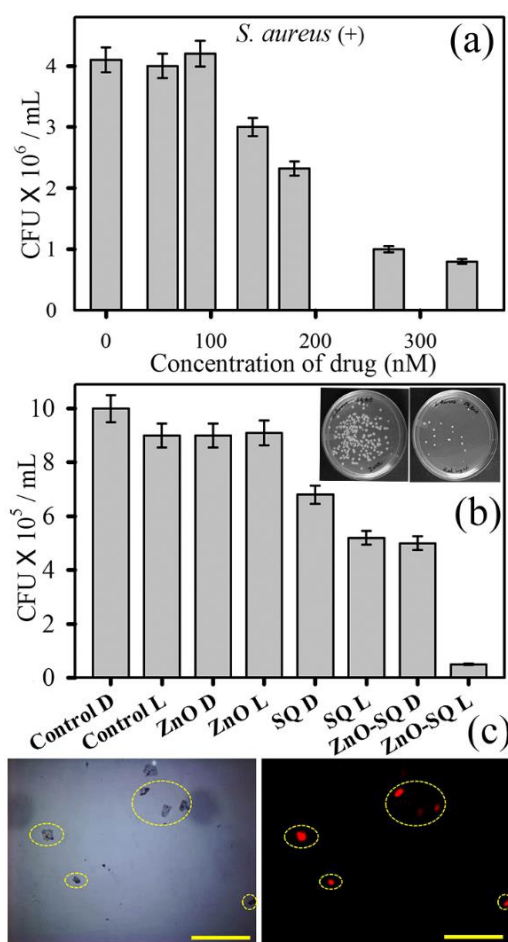 S. aureus (+)
(a)
CFU X 10⁶ / mL
4
3
2
1
0
0 100 200 300
Concentration of drug (nM)
(b)
CFU X 10⁵ / mL
10
8
6
4
2
0
Control D
Control L
ZnO D
ZnO L
SQ D
SQ L
ZnO-SQ D
ZnO-SQ L
(c)